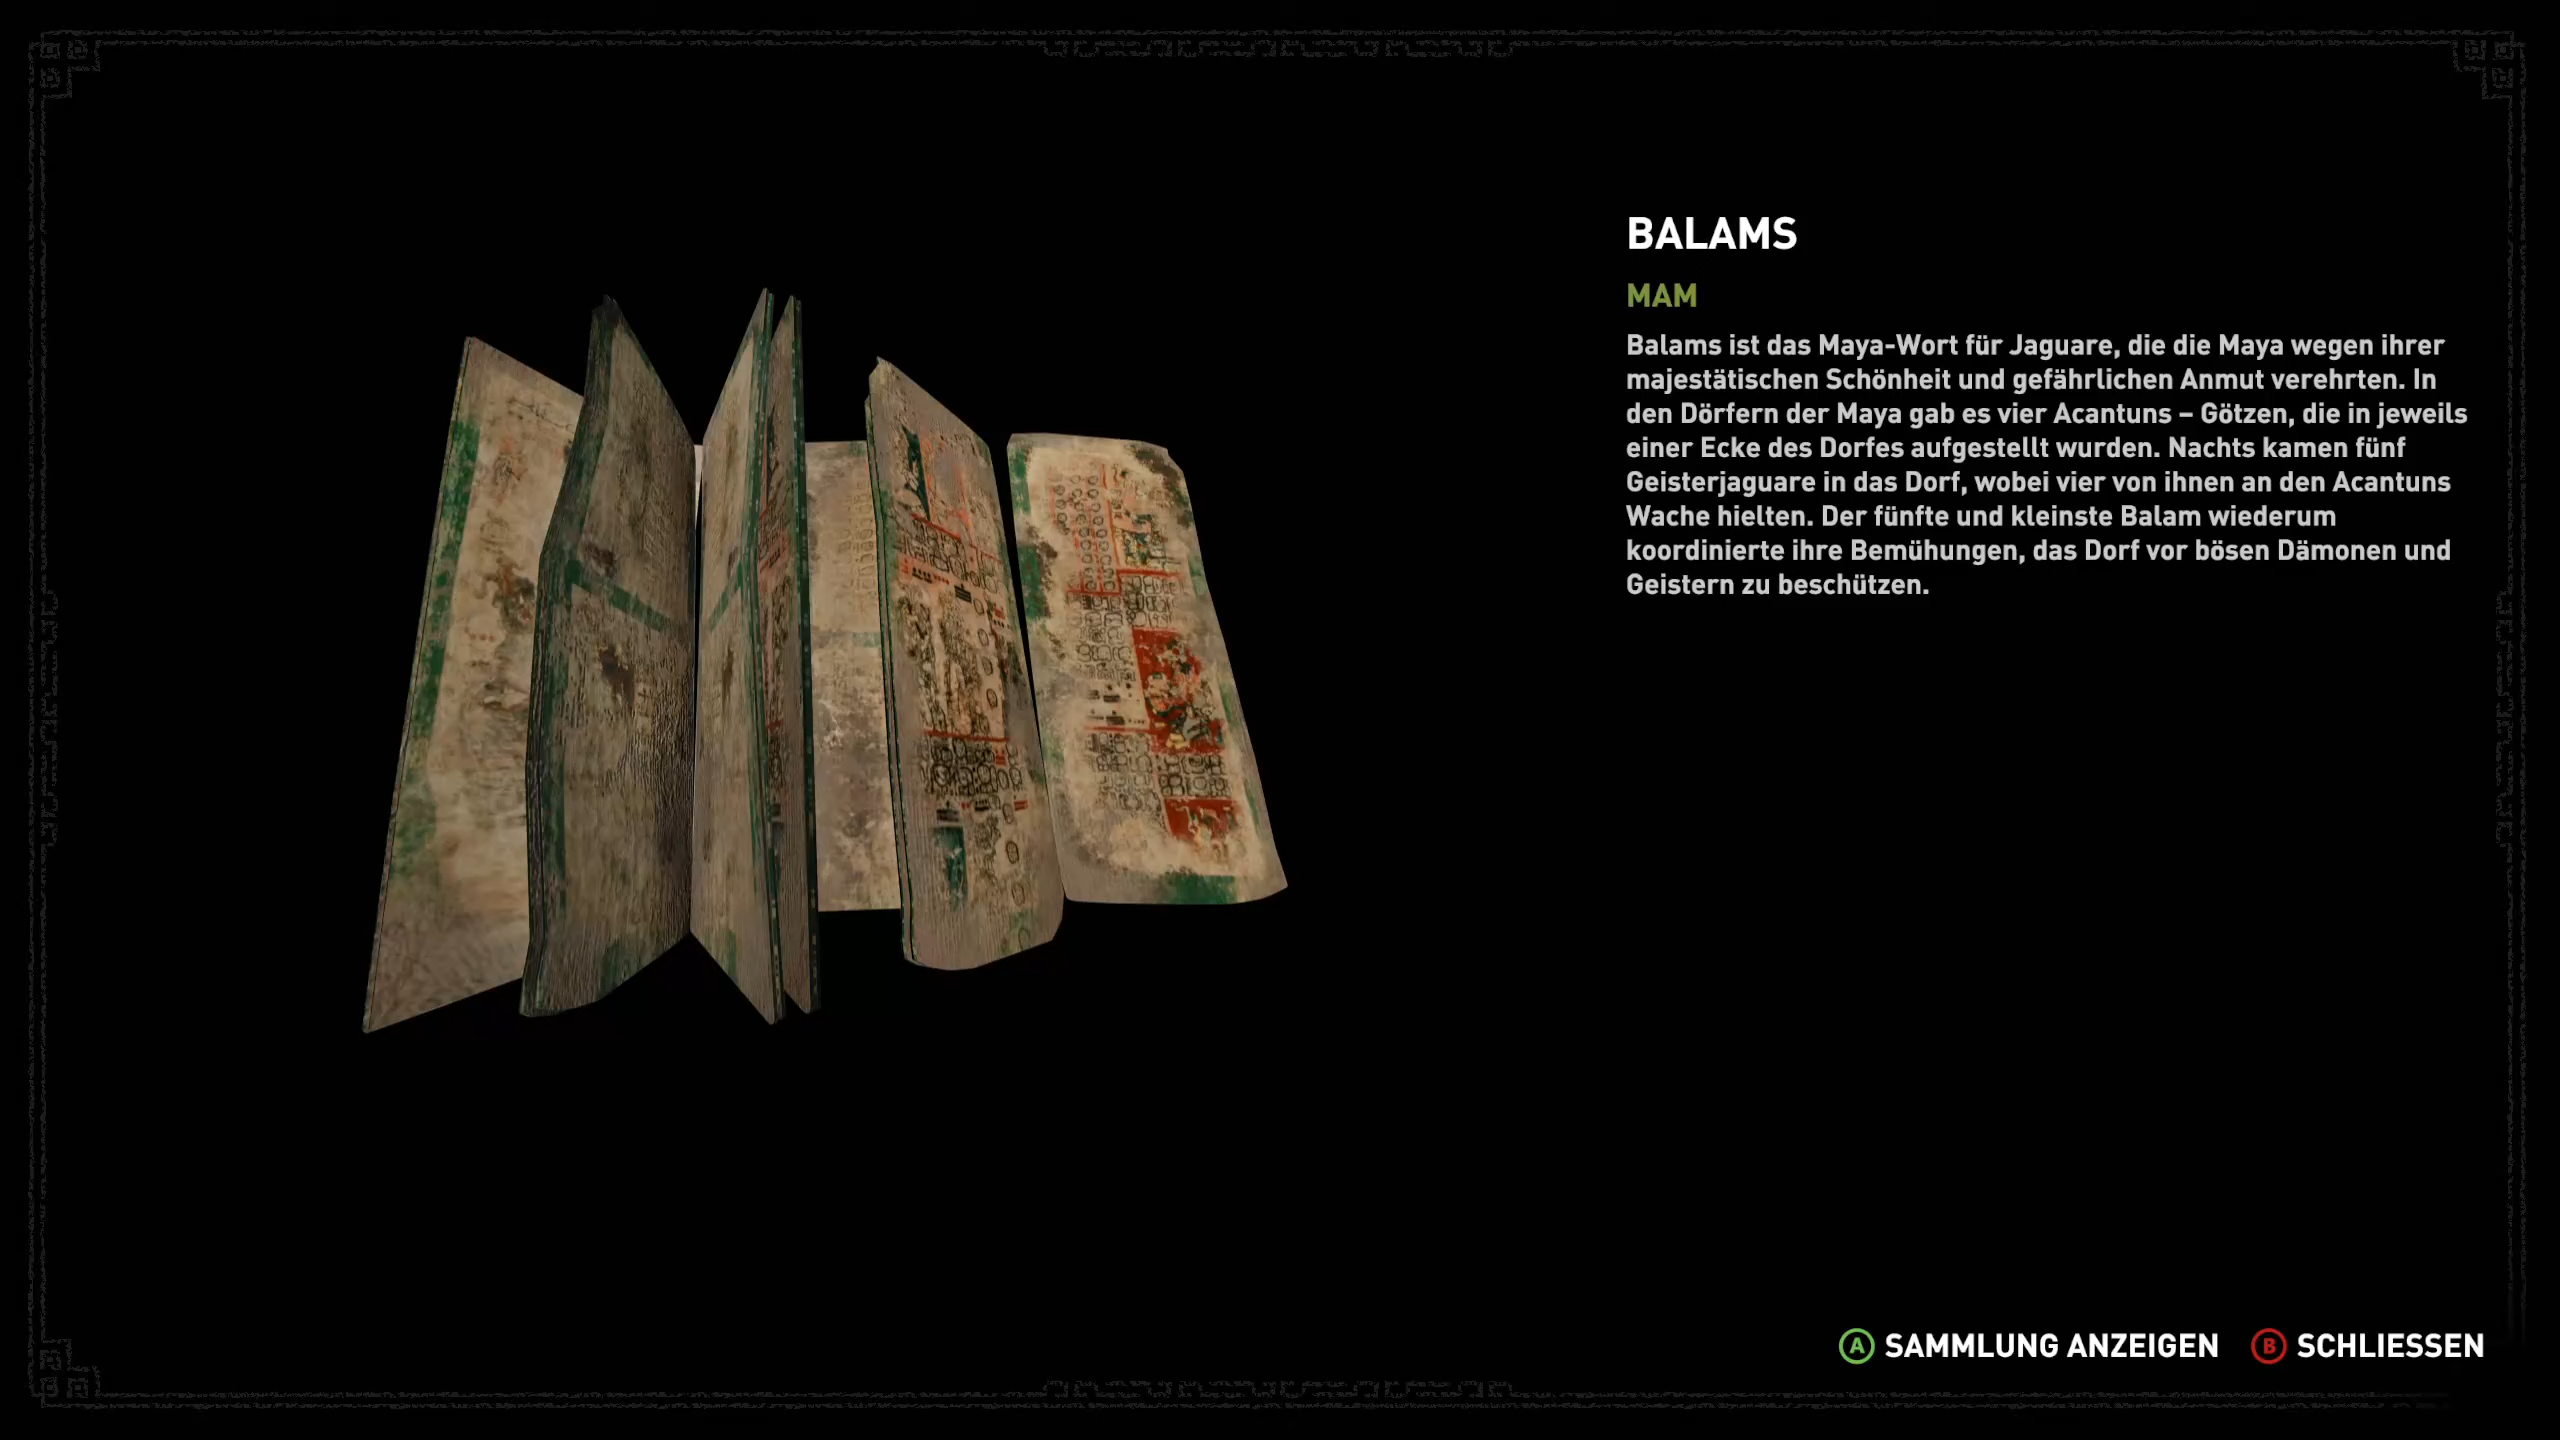 BALAMS
MAM
Balams ist das Maya-Wort für Jaguare, die die Maya wegen ihrer
majestätischen Schönheit und gefährlichen Anmut verehrten. In
den Dörfern der Maya gab es vier Acantuns – Götzen, die in jeweils
einer Ecke des Dorfes aufgestellt wurden. Nachts kamen fünf
Geisterjaguare in das Dorf, wobei vier von ihnen an den Acantuns
Wache hielten. Der fünfte und kleinste Balam wiederum
koordinierte ihre Bemühungen, das Dorf vor bösen Dämonen und
Geistern zu beschützen.
A SAMMLUNG ANZEIGEN B SCHLIESSEN